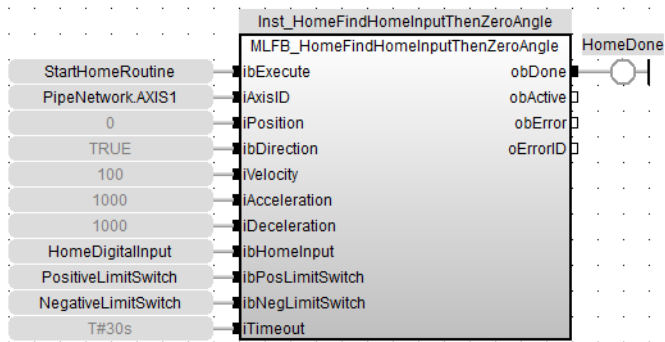 Inst_HomeFindHomeInputThenZeroAngle
MLFB_HomeFindHomeInputThenZeroAngle HomeDone
StartHomeRoutine ibExecute obDone
PipeNetwork.AXIS1 iAxisID obActive
0 iPosition obError
TRUE ibDirection oErrorID
100 iVelocity
1000 iAcceleration
1000 iDeceleration
HomeDigitalInput ibHomeInput
PositiveLimitSwitch ibPosLimitSwitch
NegativeLimitSwitch ibNegLimitSwitch
T#30s iTimeout